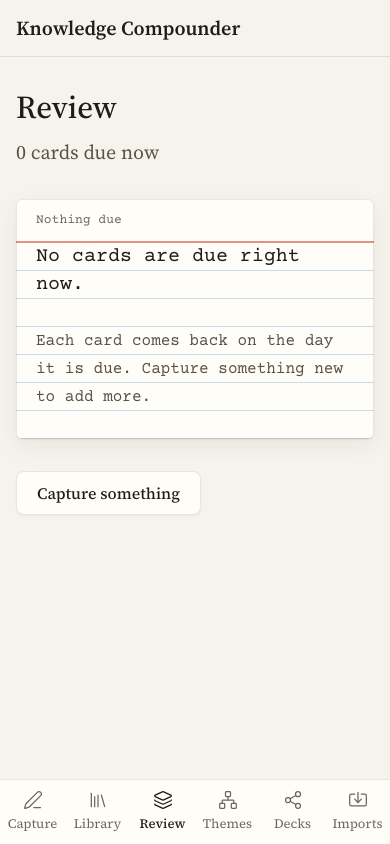 Knowledge Compounder
Review
0 cards due now
Nothing due
No cards are due right
now.
Each card comes back on the day
it is due. Capture something new
to add more.
Capture something
Capture Library Review Themes Decks Imports